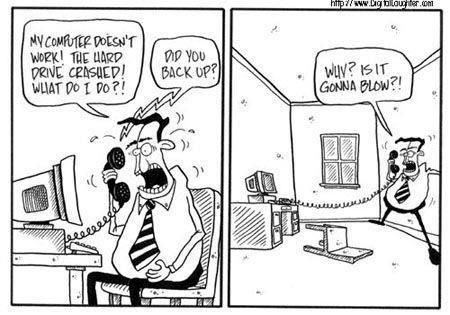 http://www.DigitalLaughter.com
MY COMPUTER DOESN'T
WORK! THE HARD
DRIVE CRASHED!
WHAT DO I DO?!
DID YOU
BACK UP?
WHY? IS IT
GONNA BLOW?!